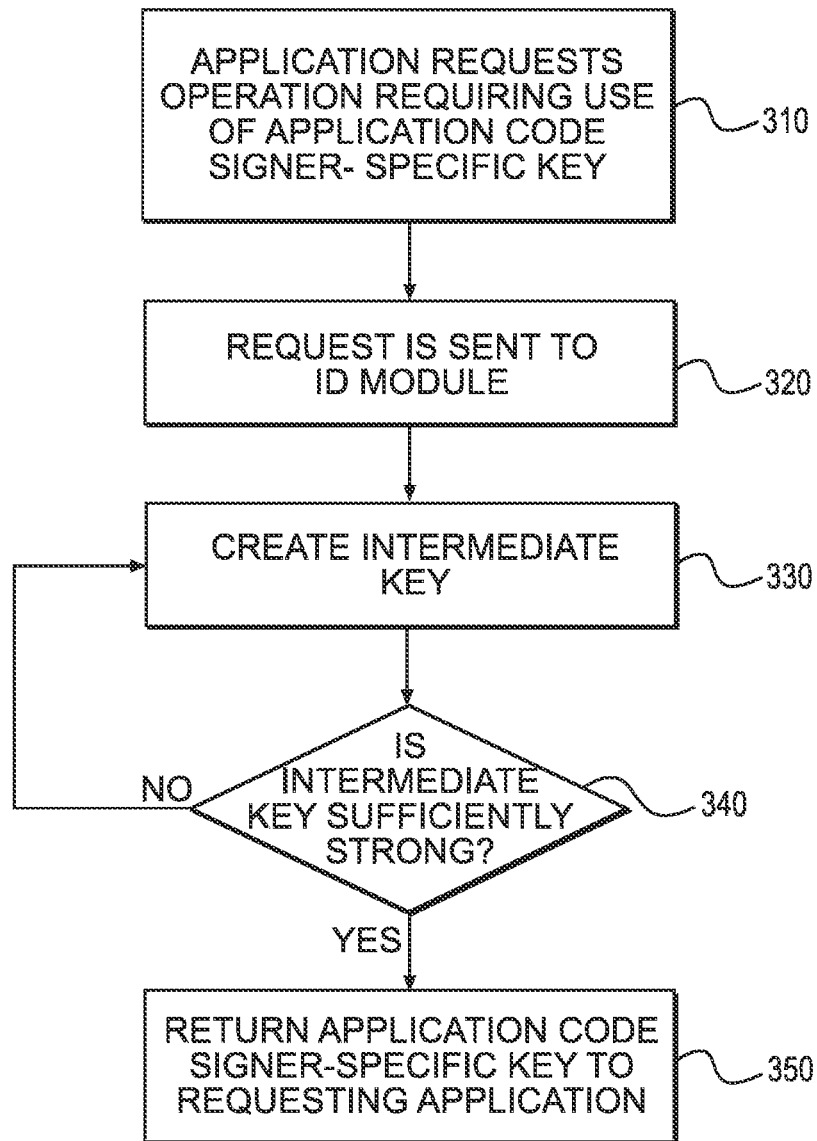 APPLICATION REQUESTS
OPERATION REQUIRING USE
OF APPLICATION CODE
SIGNER- SPECIFIC KEY
310
REQUEST IS SENT TO
ID MODULE
320
CREATE INTERMEDIATE
KEY
330
IS
INTERMEDIATE
KEY SUFFICIENTLY
STRONG?
340
NO
YES
RETURN APPLICATION CODE
SIGNER-SPECIFIC KEY TO
REQUESTING APPLICATION
350